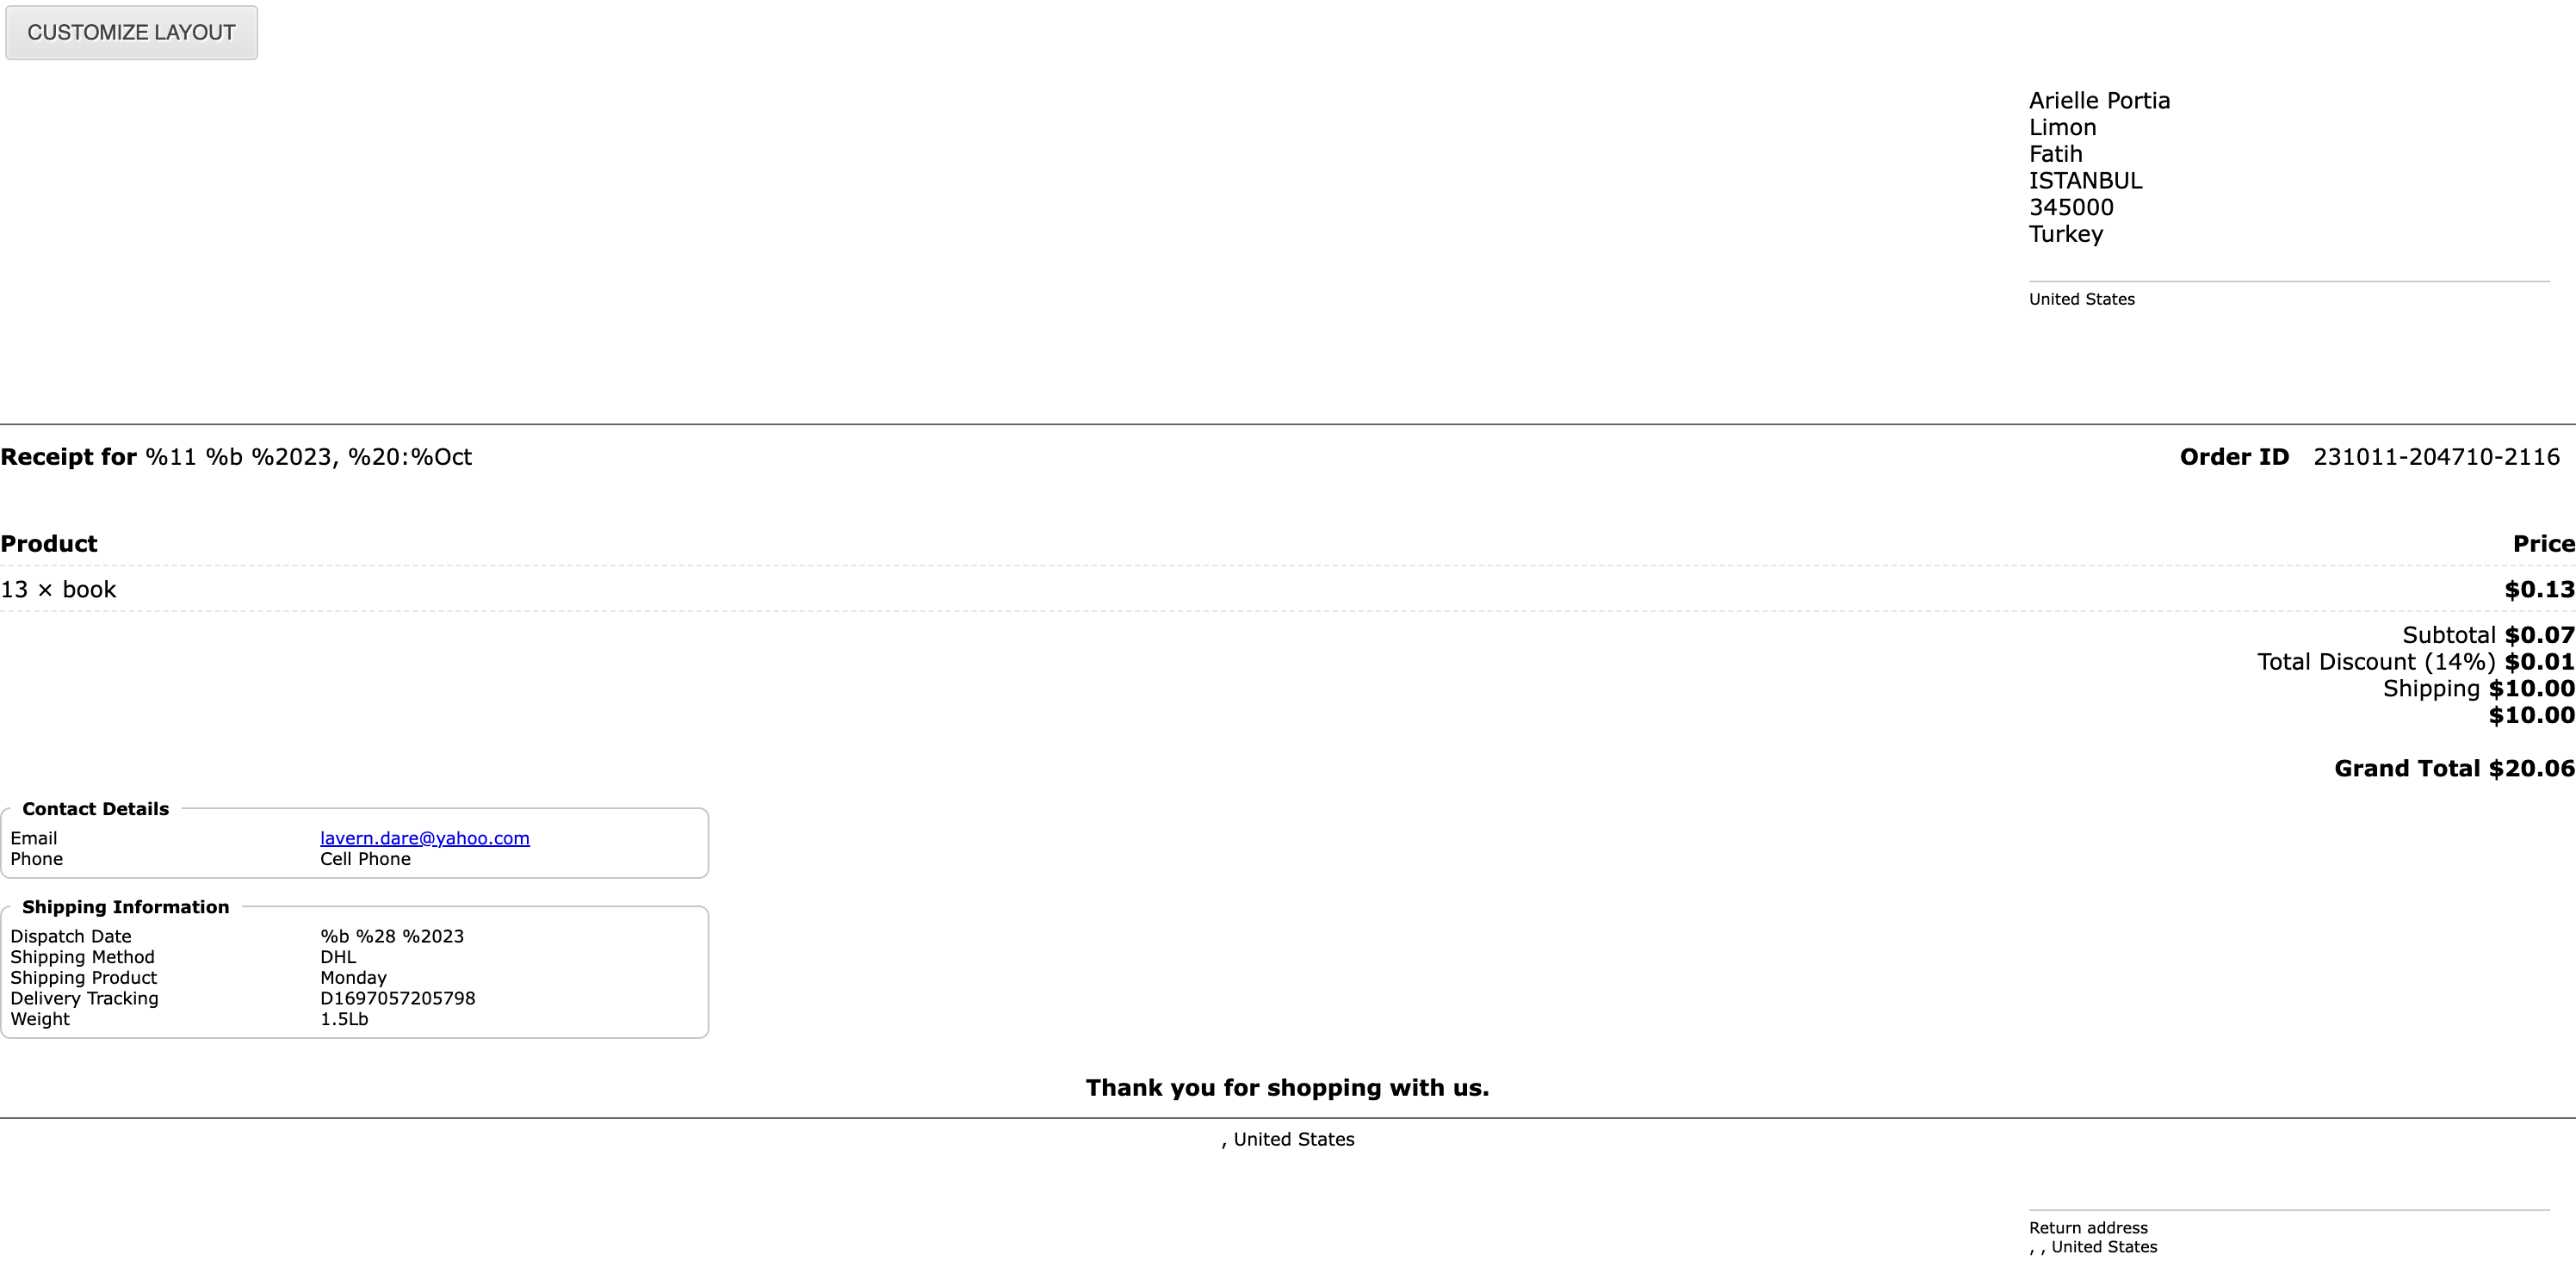 CUSTOMIZE LAYOUT
Arielle Portia
Limon
Fatih
ISTANBUL
345000
Turkey
United States
Receipt for %11 %b %2023, %20:%Oct
Order ID 231011-204710-2116
Product Price
13 × book $0.13
Subtotal $0.07
Total Discount (14%) $0.01
Shipping $10.00
$10.00
Grand Total $20.06
Contact Details
Email lavern.dare@yahoo.com
Phone Cell Phone
Shipping Information
Dispatch Date %b %28 %2023
Shipping Method DHL
Shipping Product Monday
Delivery Tracking D1697057205798
Weight 1.5Lb
Thank you for shopping with us.
, United States
Return address
, , United States